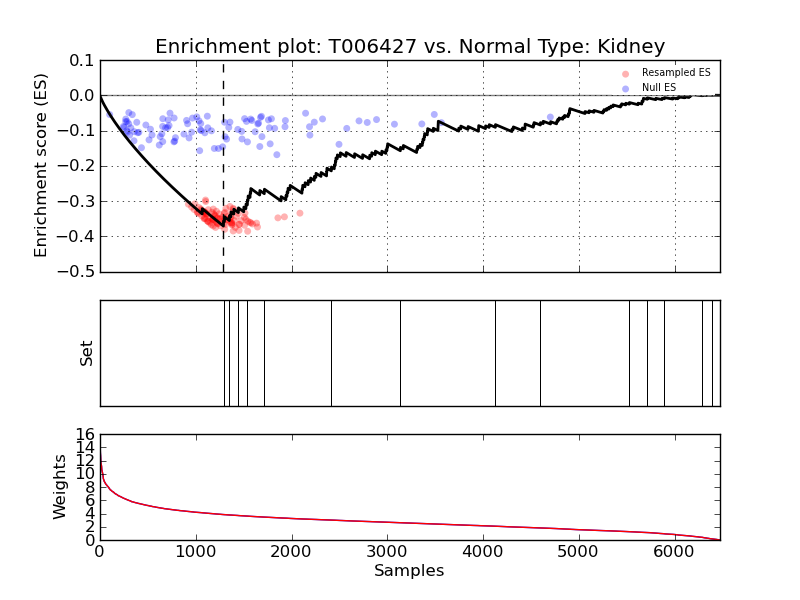 Enrichment plot: T006427 vs. Normal Type: Kidney
Enrichment score (ES)
0.1
0.0
−0.1
−0.2
−0.3
−0.4
−0.5
Resampled ES
Null ES
Set
Weights
16
14
12
10
8
6
4
2
0
0 1000 2000 3000 4000 5000 6000
Samples